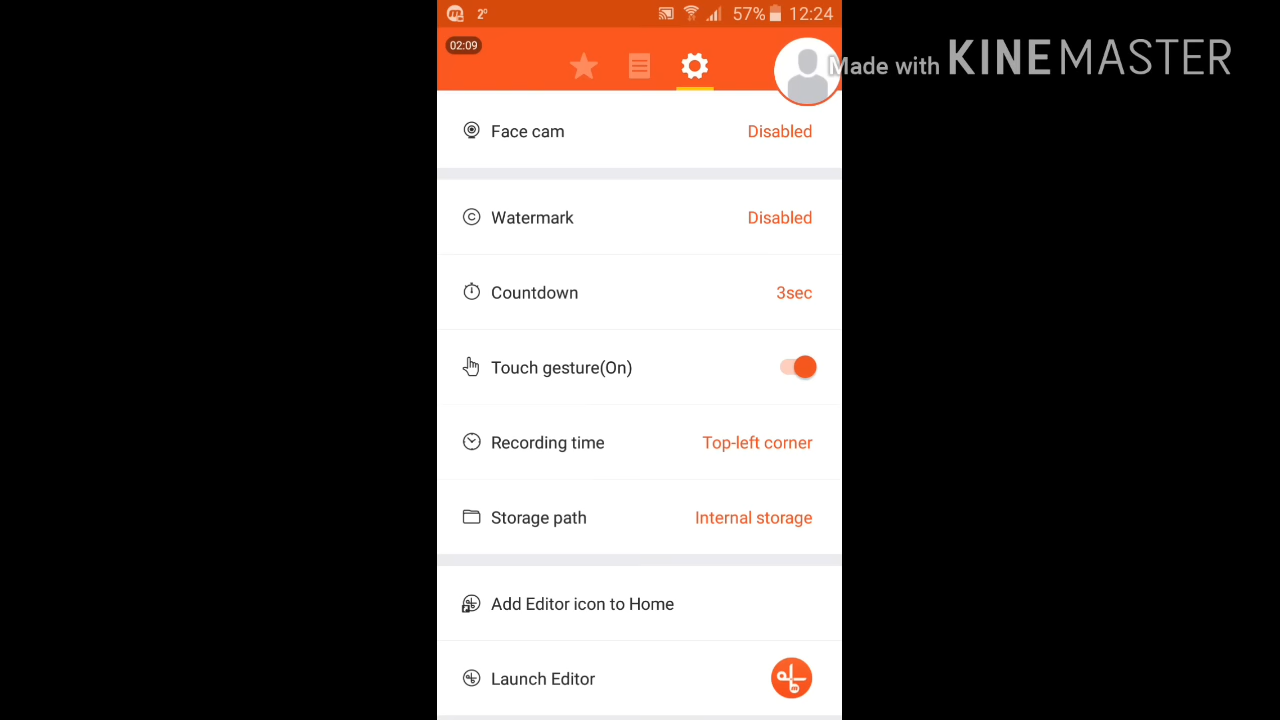 2° 57% 12:24
02:09
Made with KINEMASTER
Face cam Disabled
Watermark Disabled
Countdown 3sec
Touch gesture(On)
Recording time Top-left corner
Storage path Internal storage
Add Editor icon to Home
Launch Editor